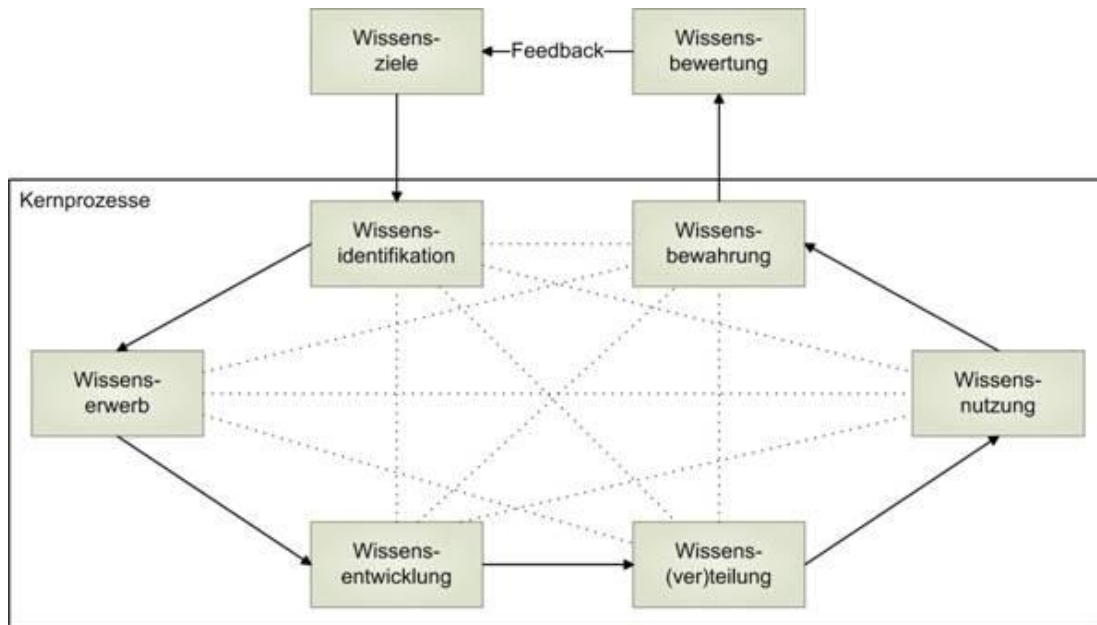 Wissens-
ziele
Feedback
Wissens-
bewertung
Kernprozesse
Wissens-
identifikation
Wissens-
bewahrung
Wissens-
erwerb
Wissens-
nutzung
Wissens-
entwicklung
Wissens-
(ver)teilung